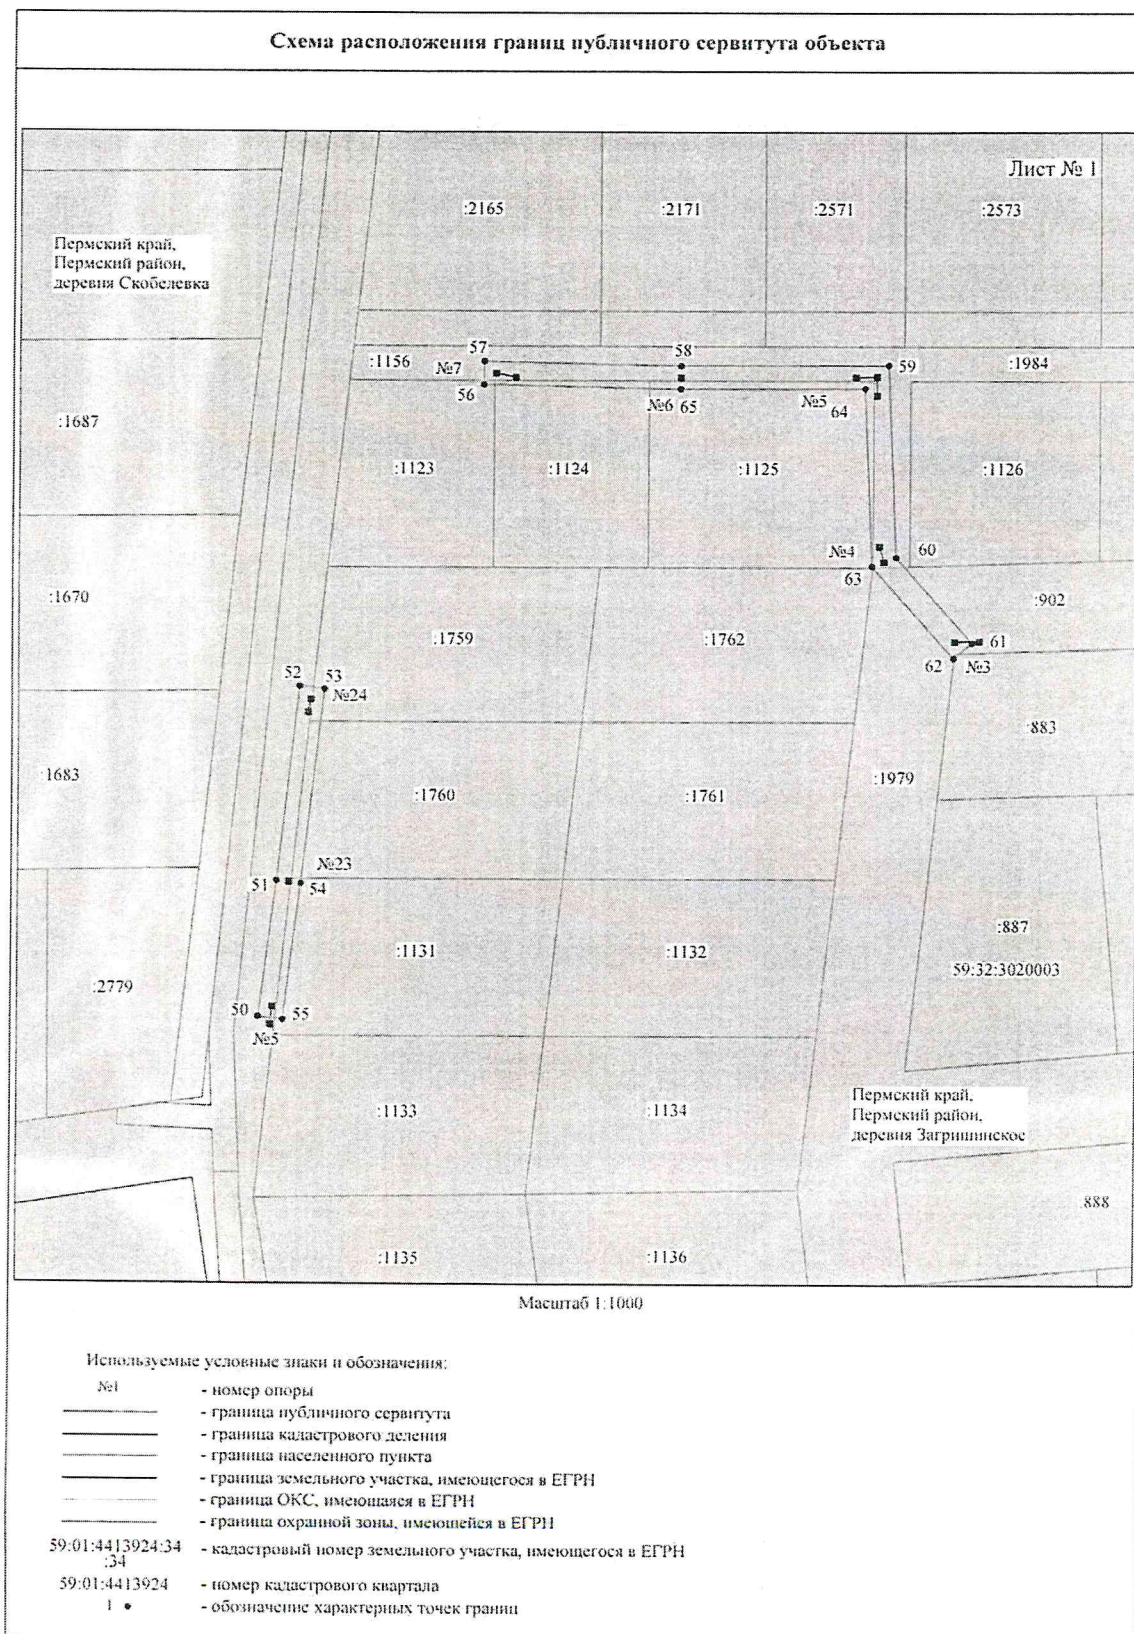 Схема расположения границ публичного сервитута объекта
Лист № 1
:2165
:2171
:2571
:2573
Пермский край,
Пермский район,
деревня Скобелевка
57
58
59
:1156
№7
:1984
56
№6
65
№5
64
:1687
:1123
:1124
:1125
:1126
№4
60
63
:1670
:902
:1759
:1762
61
62
№3
52
53
№24
:883
:1683
:1760
:1761
:1979
№23
51
54
:887
:1131
:1132
59:32:3020003
:2779
50
55
№5
Пермский край,
Пермский район,
деревня Загришинское
:1133
:1134
:888
:1135
:1136
Масштаб 1:1000
Используемые условные знаки и обозначения:
№1 - номер опоры
- граница публичного сервитута
- граница кадастрового деления
- граница населенного пункта
- граница земельного участка, имеющегося в ЕГРН
- граница ОКС, имеющаяся в ЕГРН
- граница охранной зоны, имеющейся в ЕГРН
59:01:4413924:34 - кадастровый номер земельного участка, имеющегося в ЕГРН
:34
59:01:4413924 - номер кадастрового квартала
1 ● - обозначение характерных точек границ